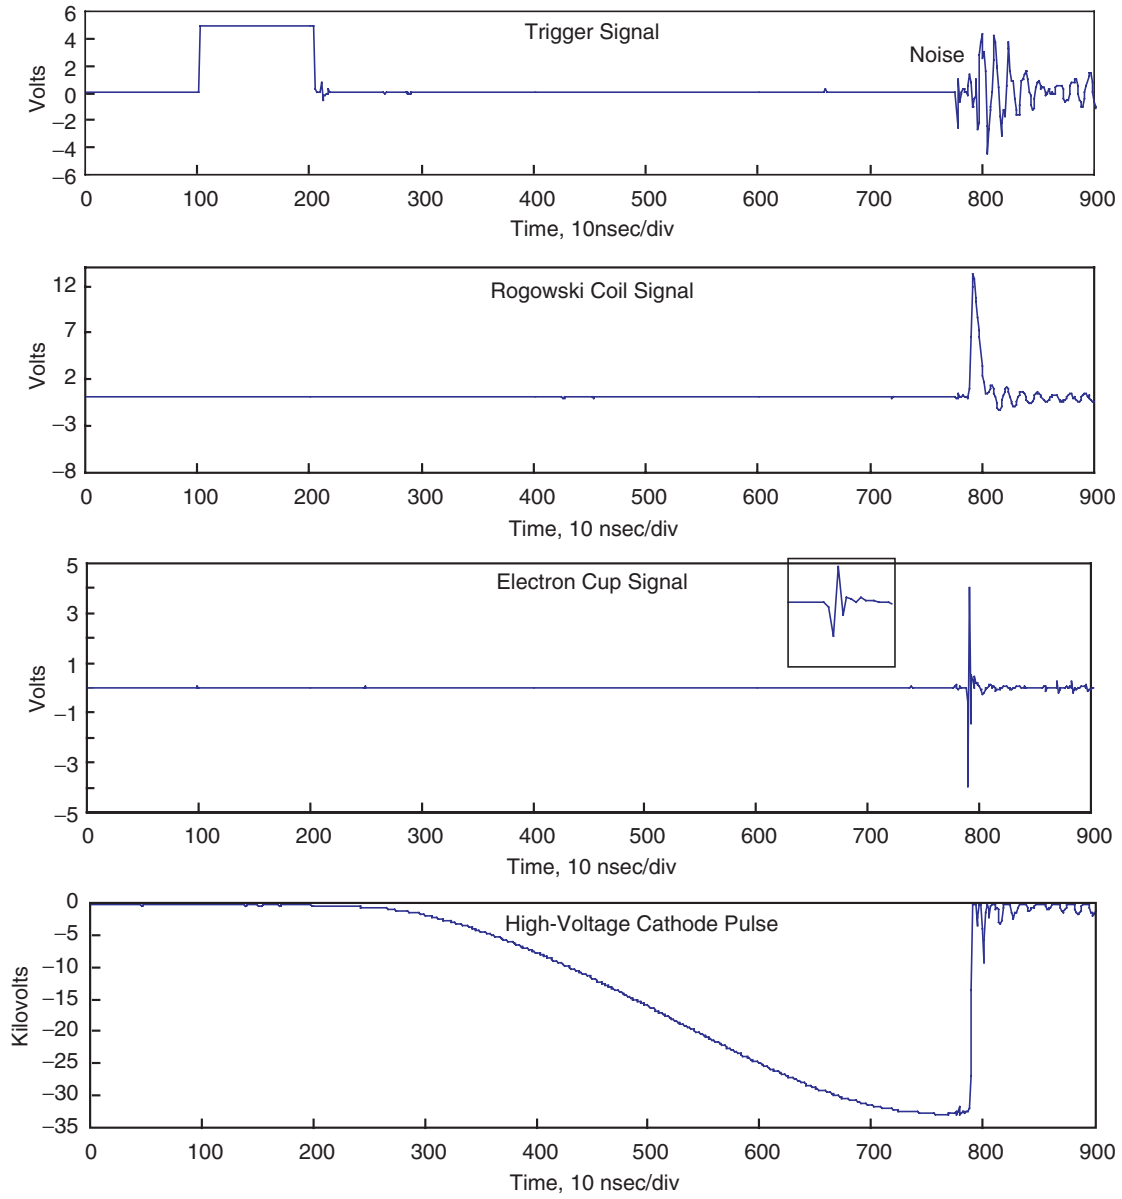 Trigger Signal
Noise
Volts
6
4
2
0
−2
−4
−6
0 100 200 300 400 500 600 700 800 900
Time, 10nsec/div
Rogowski Coil Signal
Volts
12
7
2
−3
−8
0 100 200 300 400 500 600 700 800 900
Time, 10 nsec/div
Electron Cup Signal
Volts
5
3
1
−1
−3
−5
0 100 200 300 400 500 600 700 800 900
Time, 10 nsec/div
High-Voltage Cathode Pulse
Kilovolts
0
−5
−10
−15
−20
−25
−30
−35
0 100 200 300 400 500 600 700 800 900
Time, 10 nsec/div